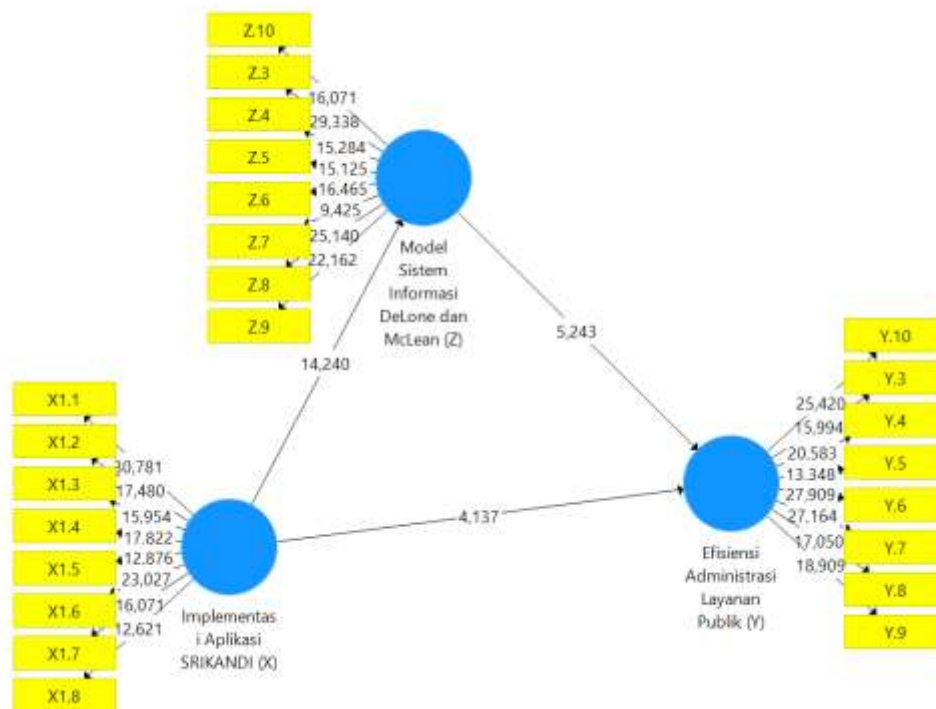 Z.10
Z.3
Z.4
Z.5
Z.6
Z.7
Z.8
Z.9
16,071
29,338
15.284
15.125
16.465
9,425
25,140
22,162
Model
Sistem
Informasi
DeLone dan
McLean (Z)
14,240
5,243
4,137
X1.1
X1.2
X1.3
X1.4
X1.5
X1.6
X1.7
X1.8
30,781
17,480
15,954
17.822
12.876
23,027
16,071
12,621
Implementas
i Aplikasi
SRIKANDI (X)
Efisiensi
Administrasi
Layanan
Publik (Y)
25,420
15,994
20,583
13.348
27,909
27,164
17,050
18,909
Y.10
Y.3
Y.4
Y.5
Y.6
Y.7
Y.8
Y.9